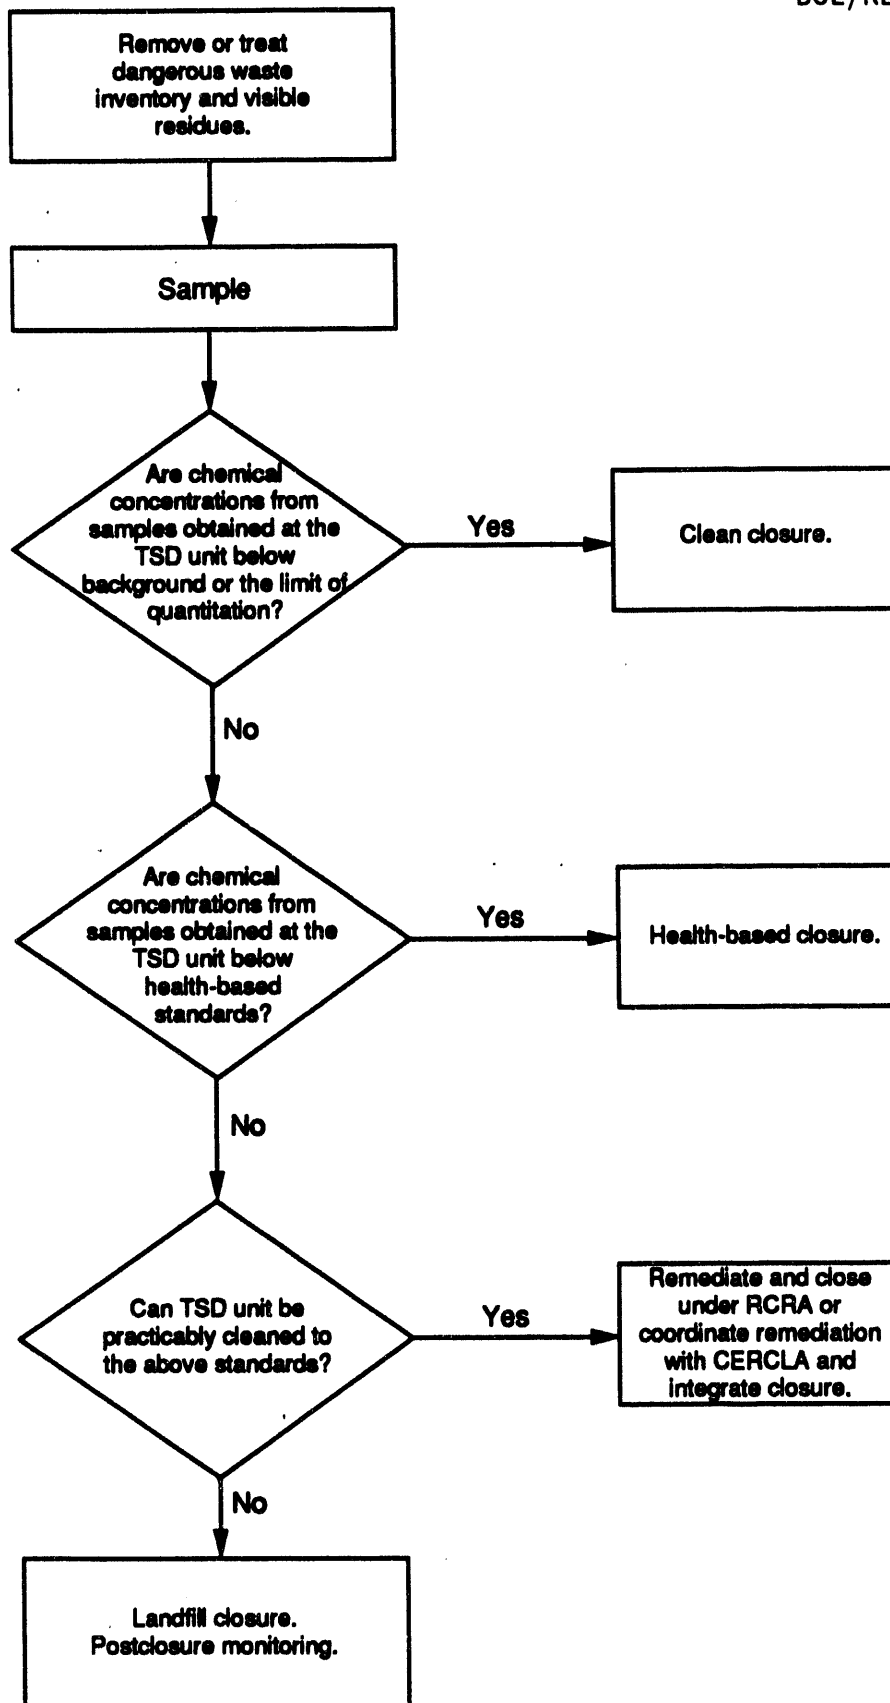 Remove or treat
dangerous waste
inventory and visible
residues.
Sample
Are chemical
concentrations from
samples obtained at the
TSD unit below
background or the limit of
quantitation?
Yes
Clean closure.
No
Are chemical
concentrations from
samples obtained at the
TSD unit below
health-based
standards?
Yes
Health-based closure.
No
Can TSD unit be
practicably cleaned to
the above standards?
Yes
Remediate and close
under RCRA or
coordinate remediation
with CERCLA and
integrate closure.
No
Landfill closure.
Postclosure monitoring.